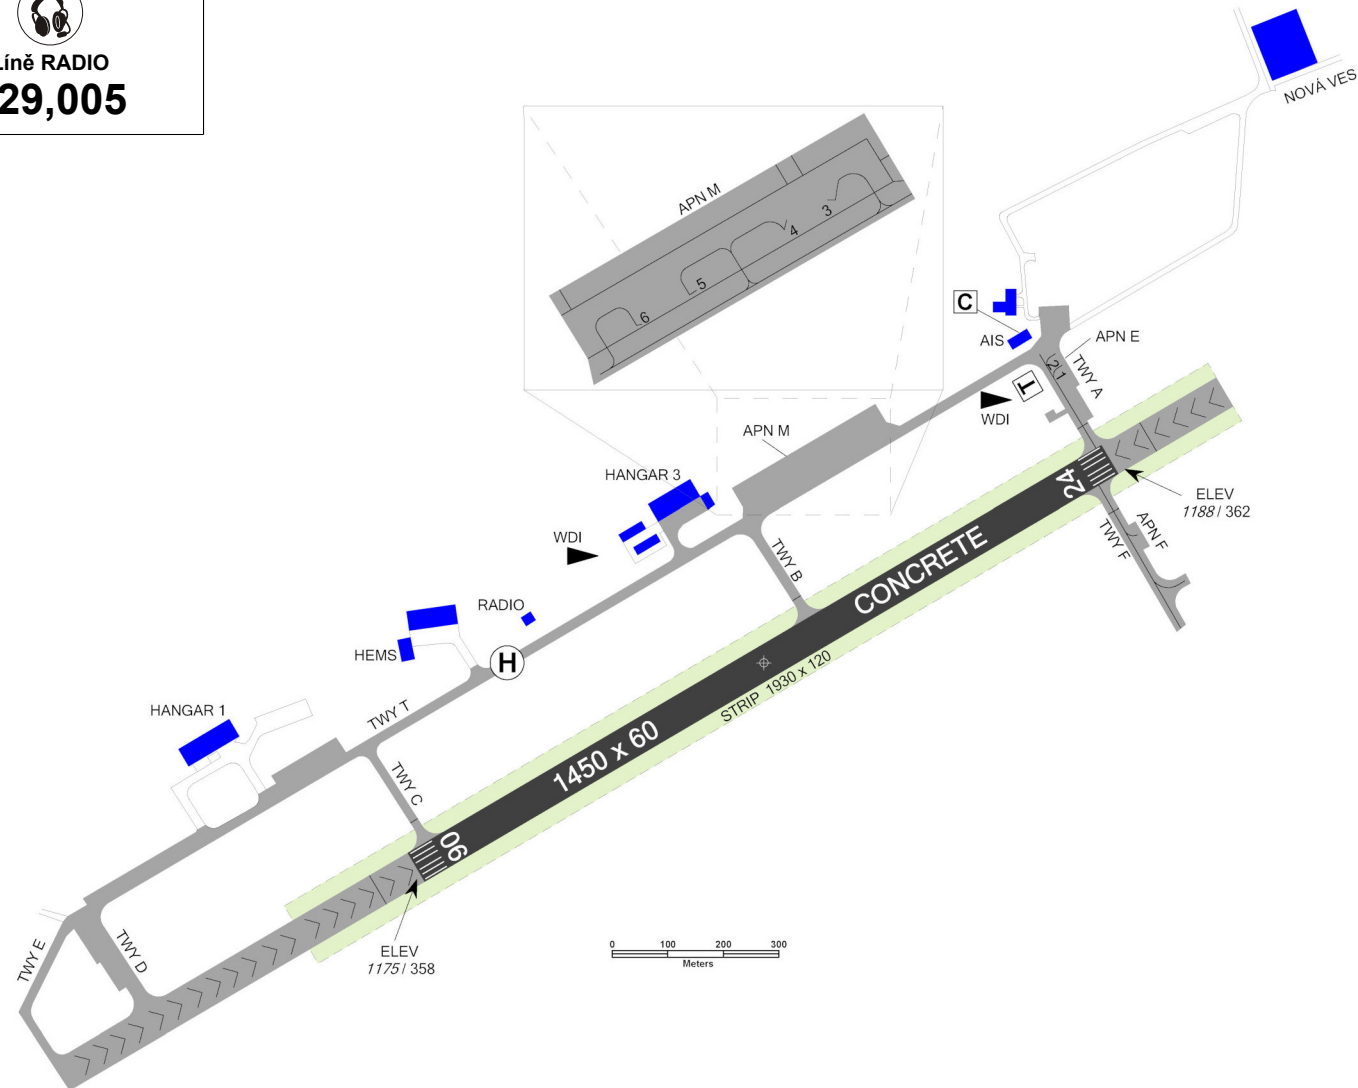 Líně RADIO
29,005
NOVÁ VES
APN M
3
4
5
6
C
AIS
APN E
2
1
TWY A
T
WDI
APN M
HANGAR 3
24
ELEV
1188 / 362
WDI
TWY B
CONCRETE
APN F
TWY F
RADIO
HEMS
H
STRIP 1930 x 120
HANGAR 1
TWY T
1450 x 60
TWY C
06
TWY E
TWY D
ELEV
1175 / 358
0 100 200 300
Meters